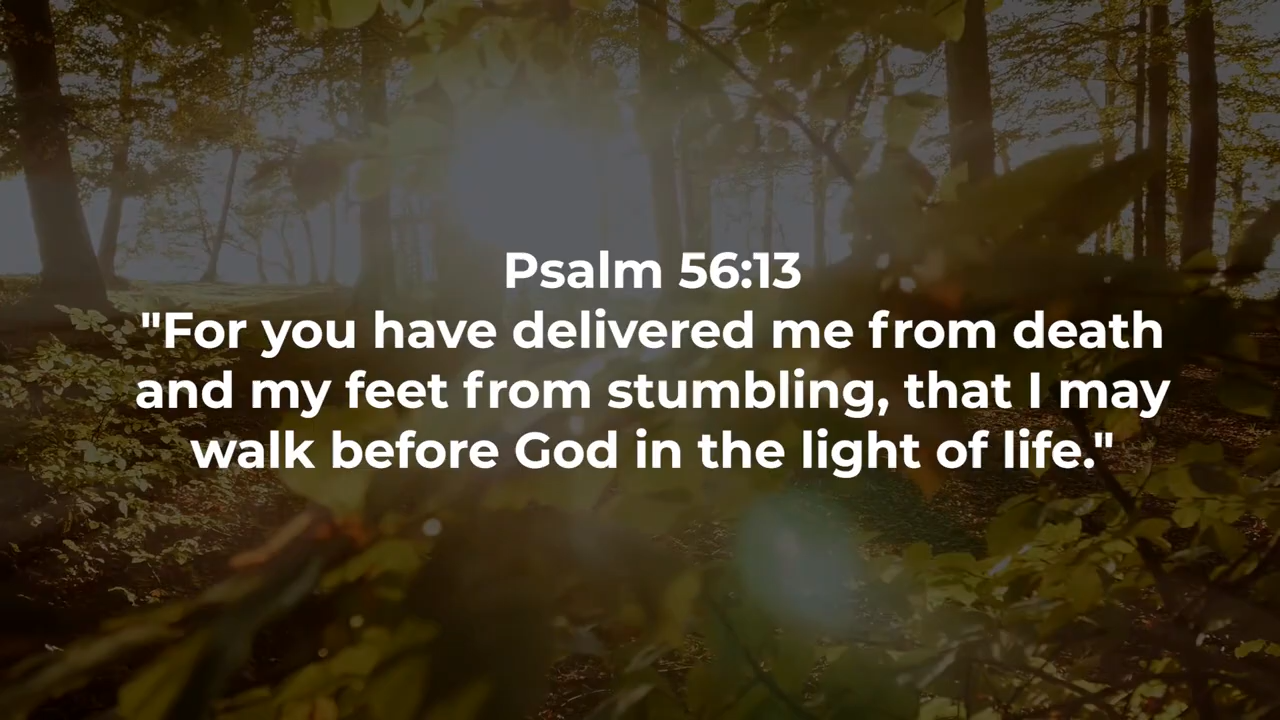 Psalm 56:13
"For you have delivered me from death
and my feet from stumbling, that I may
walk before God in the light of life."